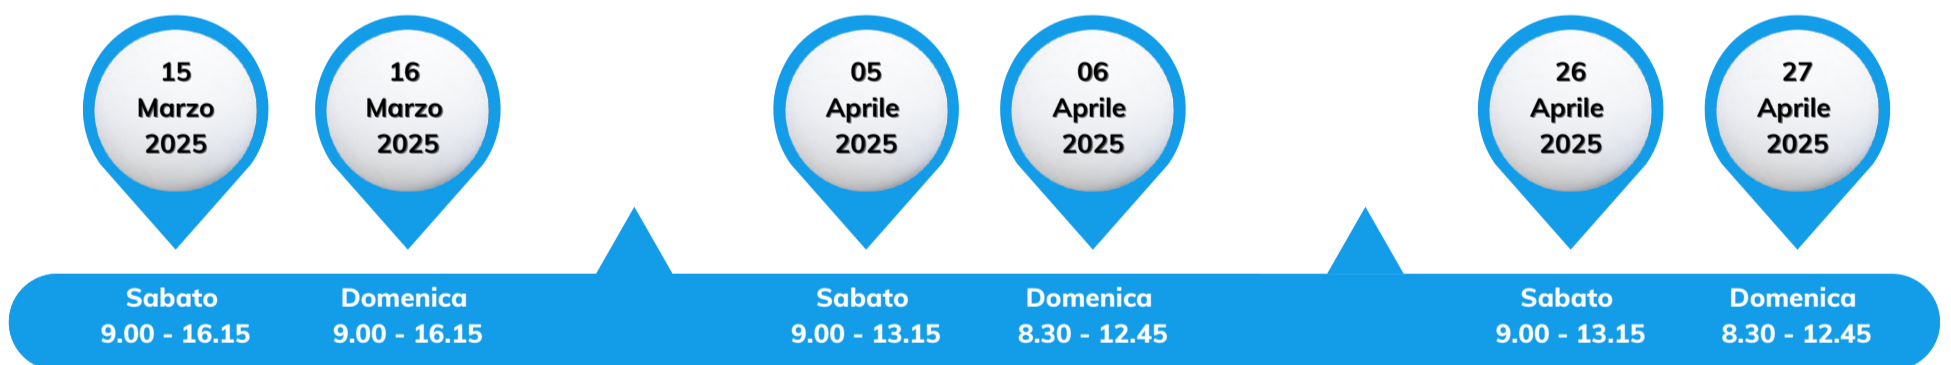 15
Marzo
2025
16
Marzo
2025
05
Aprile
2025
06
Aprile
2025
26
Aprile
2025
27
Aprile
2025
Sabato
9.00 - 16.15
Domenica
9.00 - 16.15
Sabato
9.00 - 13.15
Domenica
8.30 - 12.45
Sabato
9.00 - 13.15
Domenica
8.30 - 12.45